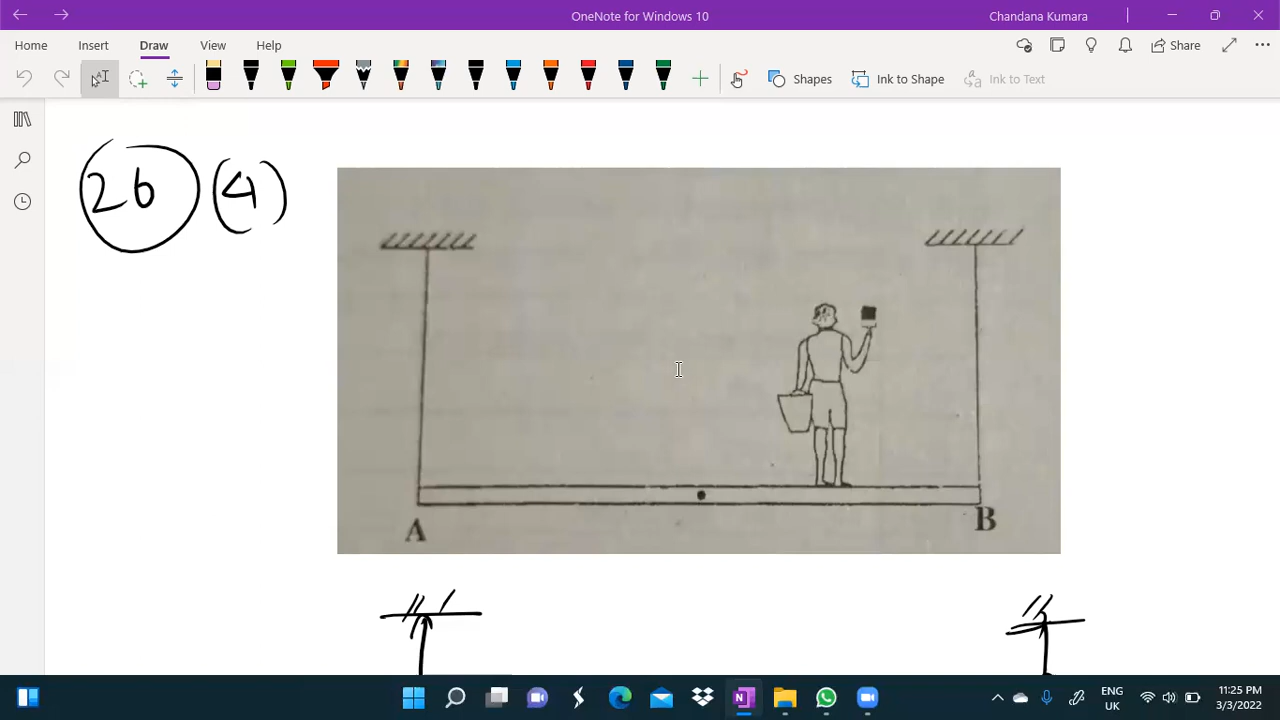 OneNote for Windows 10
Chandana Kumara
Home Insert Draw View Help
Share
Shapes
Ink to Shape
Ink to Text
26 (4)
A
B
ENG
UK
11:25 PM
3/3/2022